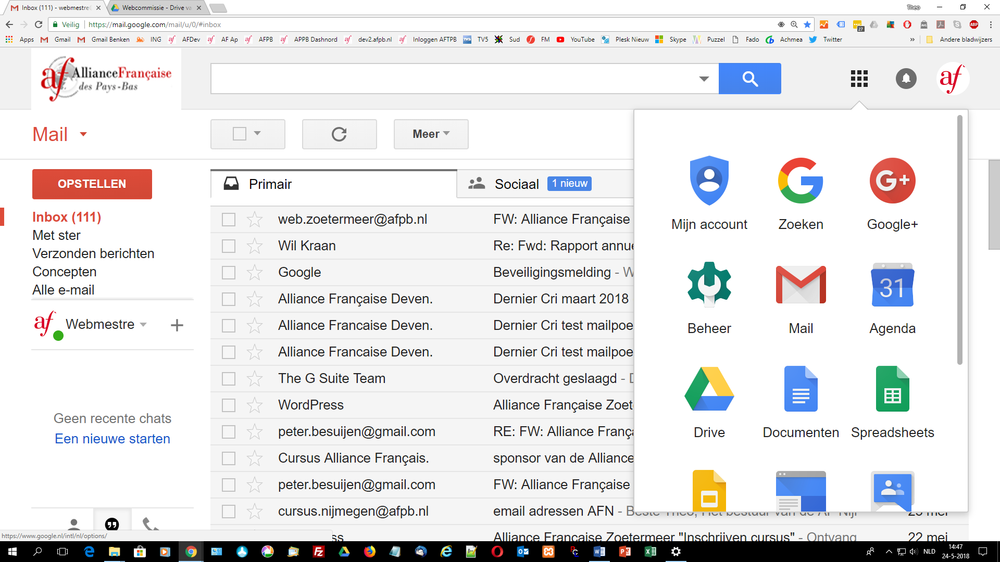 Inbox (111) - webmestre@
Webcommissie - Drive va
Theo
Veilig
https://mail.google.com/mail/u/0/#inbox
27
ABP
Apps
Gmail
Gmail Benken
ING
AFDev
AF Ap
AFPB
APPB Dashnord
dev2.afpb.nl
Inloggen AFTPB
TV5
Sud
FM
YouTube
Plesk Nieuw
Skype
Puzzel
Fado
Achmea
Twitter
»
Andere bladwijzers
af AllianceFrançaise
des Pays-Bas
af
Mail
Meer
OPSTELLEN
Inbox (111)
Met ster
Verzonden berichten
Concepten
Alle e-mail
af Webmestre
Geen recente chats
Een nieuwe starten
Primair
Sociaal
1 nieuw
web.zoetermeer@afpb.nl FW: Alliance Française
Wil Kraan Re: Fwd: Rapport annue
Google Beveiligingsmelding - W
Alliance Française Deven. Dernier Cri maart 2018
Alliance Francaise Deven. Dernier Cri test mailpoe
Alliance Francaise Deven. Dernier Cri test mailpoe
The G Suite Team Overdracht geslaagd - D
WordPress Alliance Française Zoet
peter.besuijen@gmail.com RE: FW: Alliance França
Cursus Alliance Français. sponsor van de Alliance
peter.besuijen@gmail.com FW: Alliance Française
cursus.nijmegen@afpb.nl email adressen AFN - Beste Theo, Het bestuur van de AF Nij
ss Alliance Francaise Zoetermeer "Inschrijven cursus" - Ontvang 22 mei
Mijn account
Zoeken
Google+
Beheer
Mail
31
Agenda
Drive
Documenten
Spreadsheets
https://www.google.nl/intl/nl/options/
NLD
14:47
24-5-2018